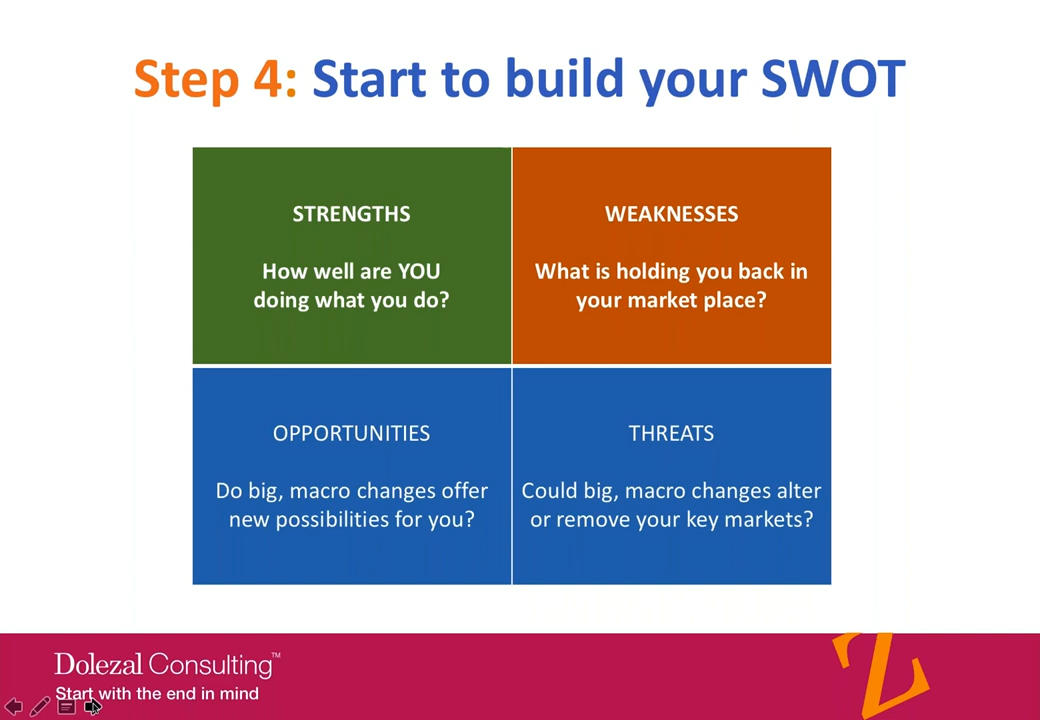 Step 4: Start to build your SWOT
STRENGTHS
How well are YOU
doing what you do?
WEAKNESSES
What is holding you back in
your market place?
OPPORTUNITIES
Do big, macro changes offer
new possibilities for you?
THREATS
Could big, macro changes alter
or remove your key markets?
Dolezal Consulting™
Start with the end in mind
Z